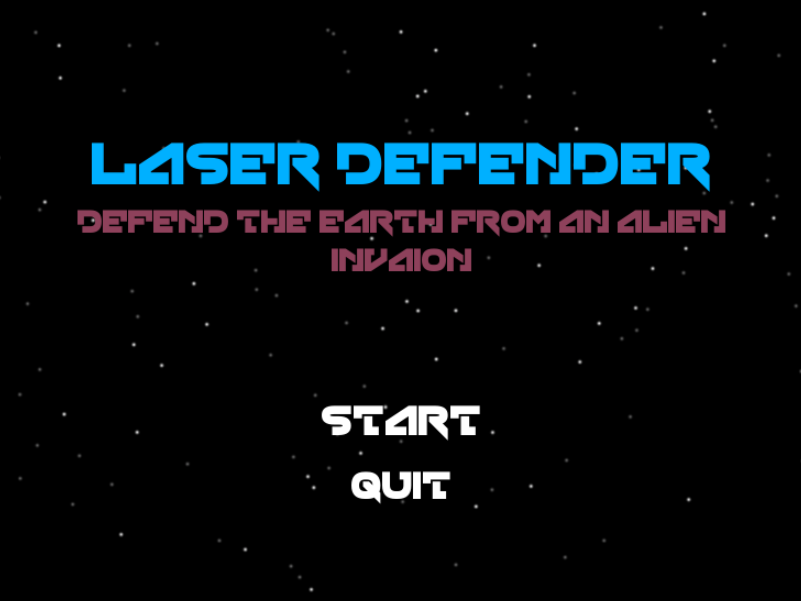 LASER DEFENDER
DEFEND THE EARTH FROM AN ALIEN
INVAION
START
QUIT